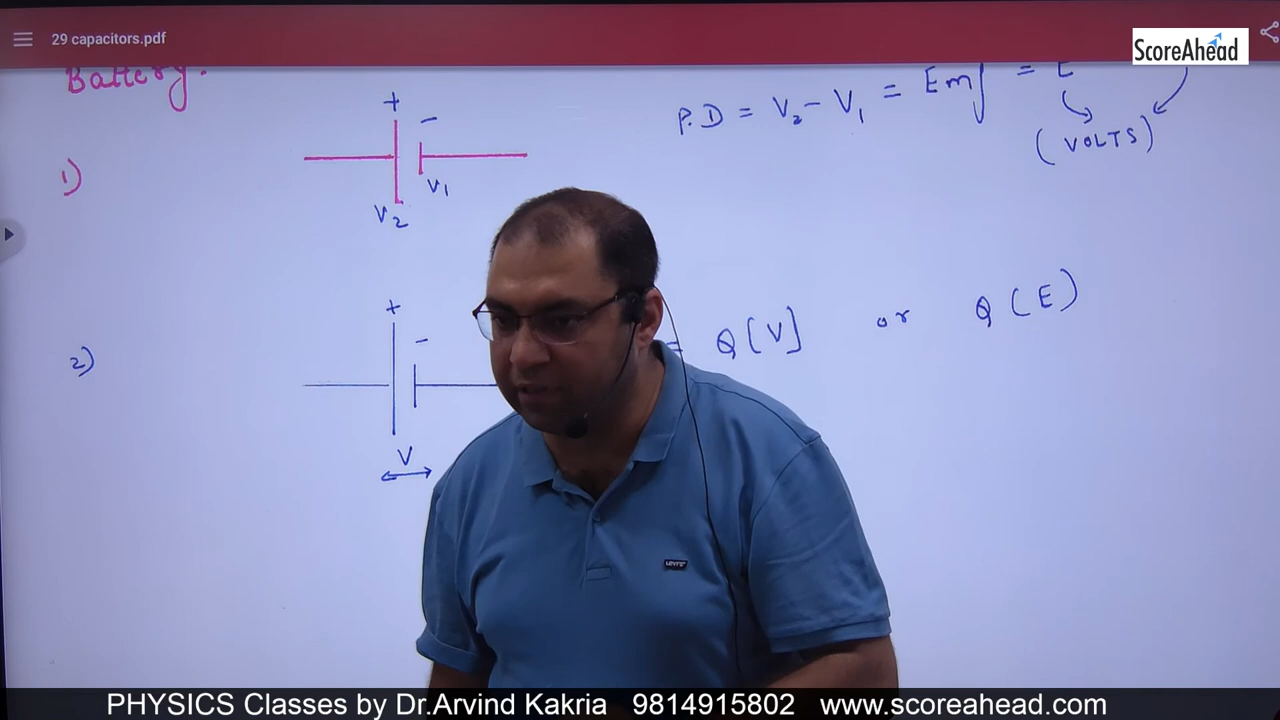 29 capacitors.pdf
ScoreAhead
Battery.
P.D = V₂ - V₁ = Emf = E
(VOLTS)
1)
+
-
V₁
V₂
2)
+
-
= Q[V] or Q(E)
V
LEVI'S
PHYSICS Classes by Dr.Arvind Kakria 9814915802 www.scoreahead.com